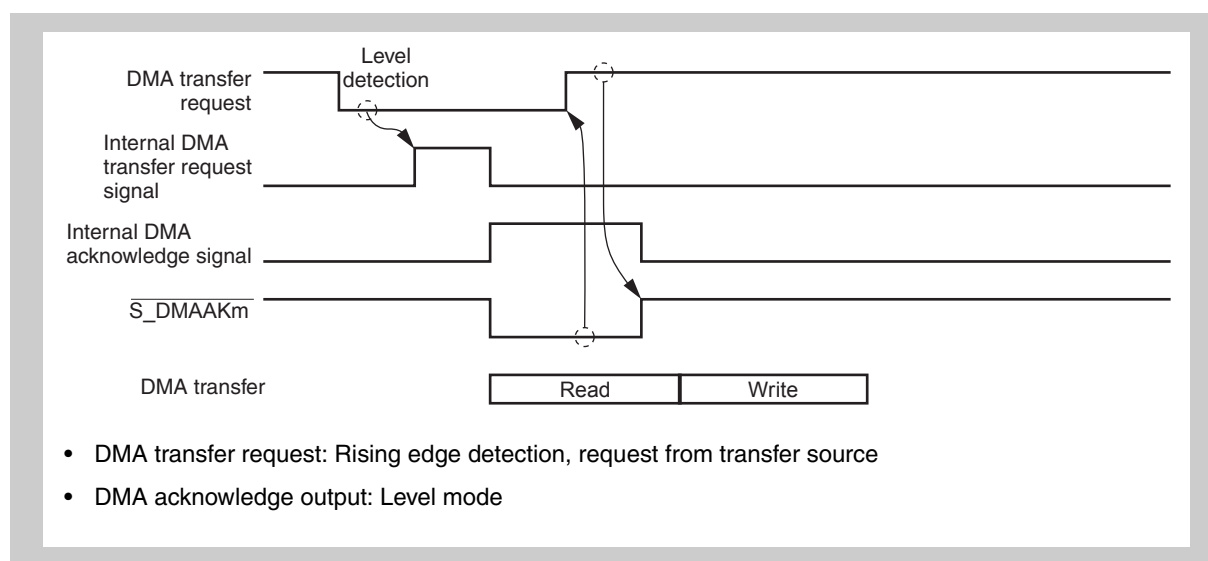 Level
detection
DMA transfer
request
Internal DMA
transfer request
signal
Internal DMA
acknowledge signal
S_DMAAKm
DMA transfer
Read
Write
• DMA transfer request: Rising edge detection, request from transfer source
• DMA acknowledge output: Level mode